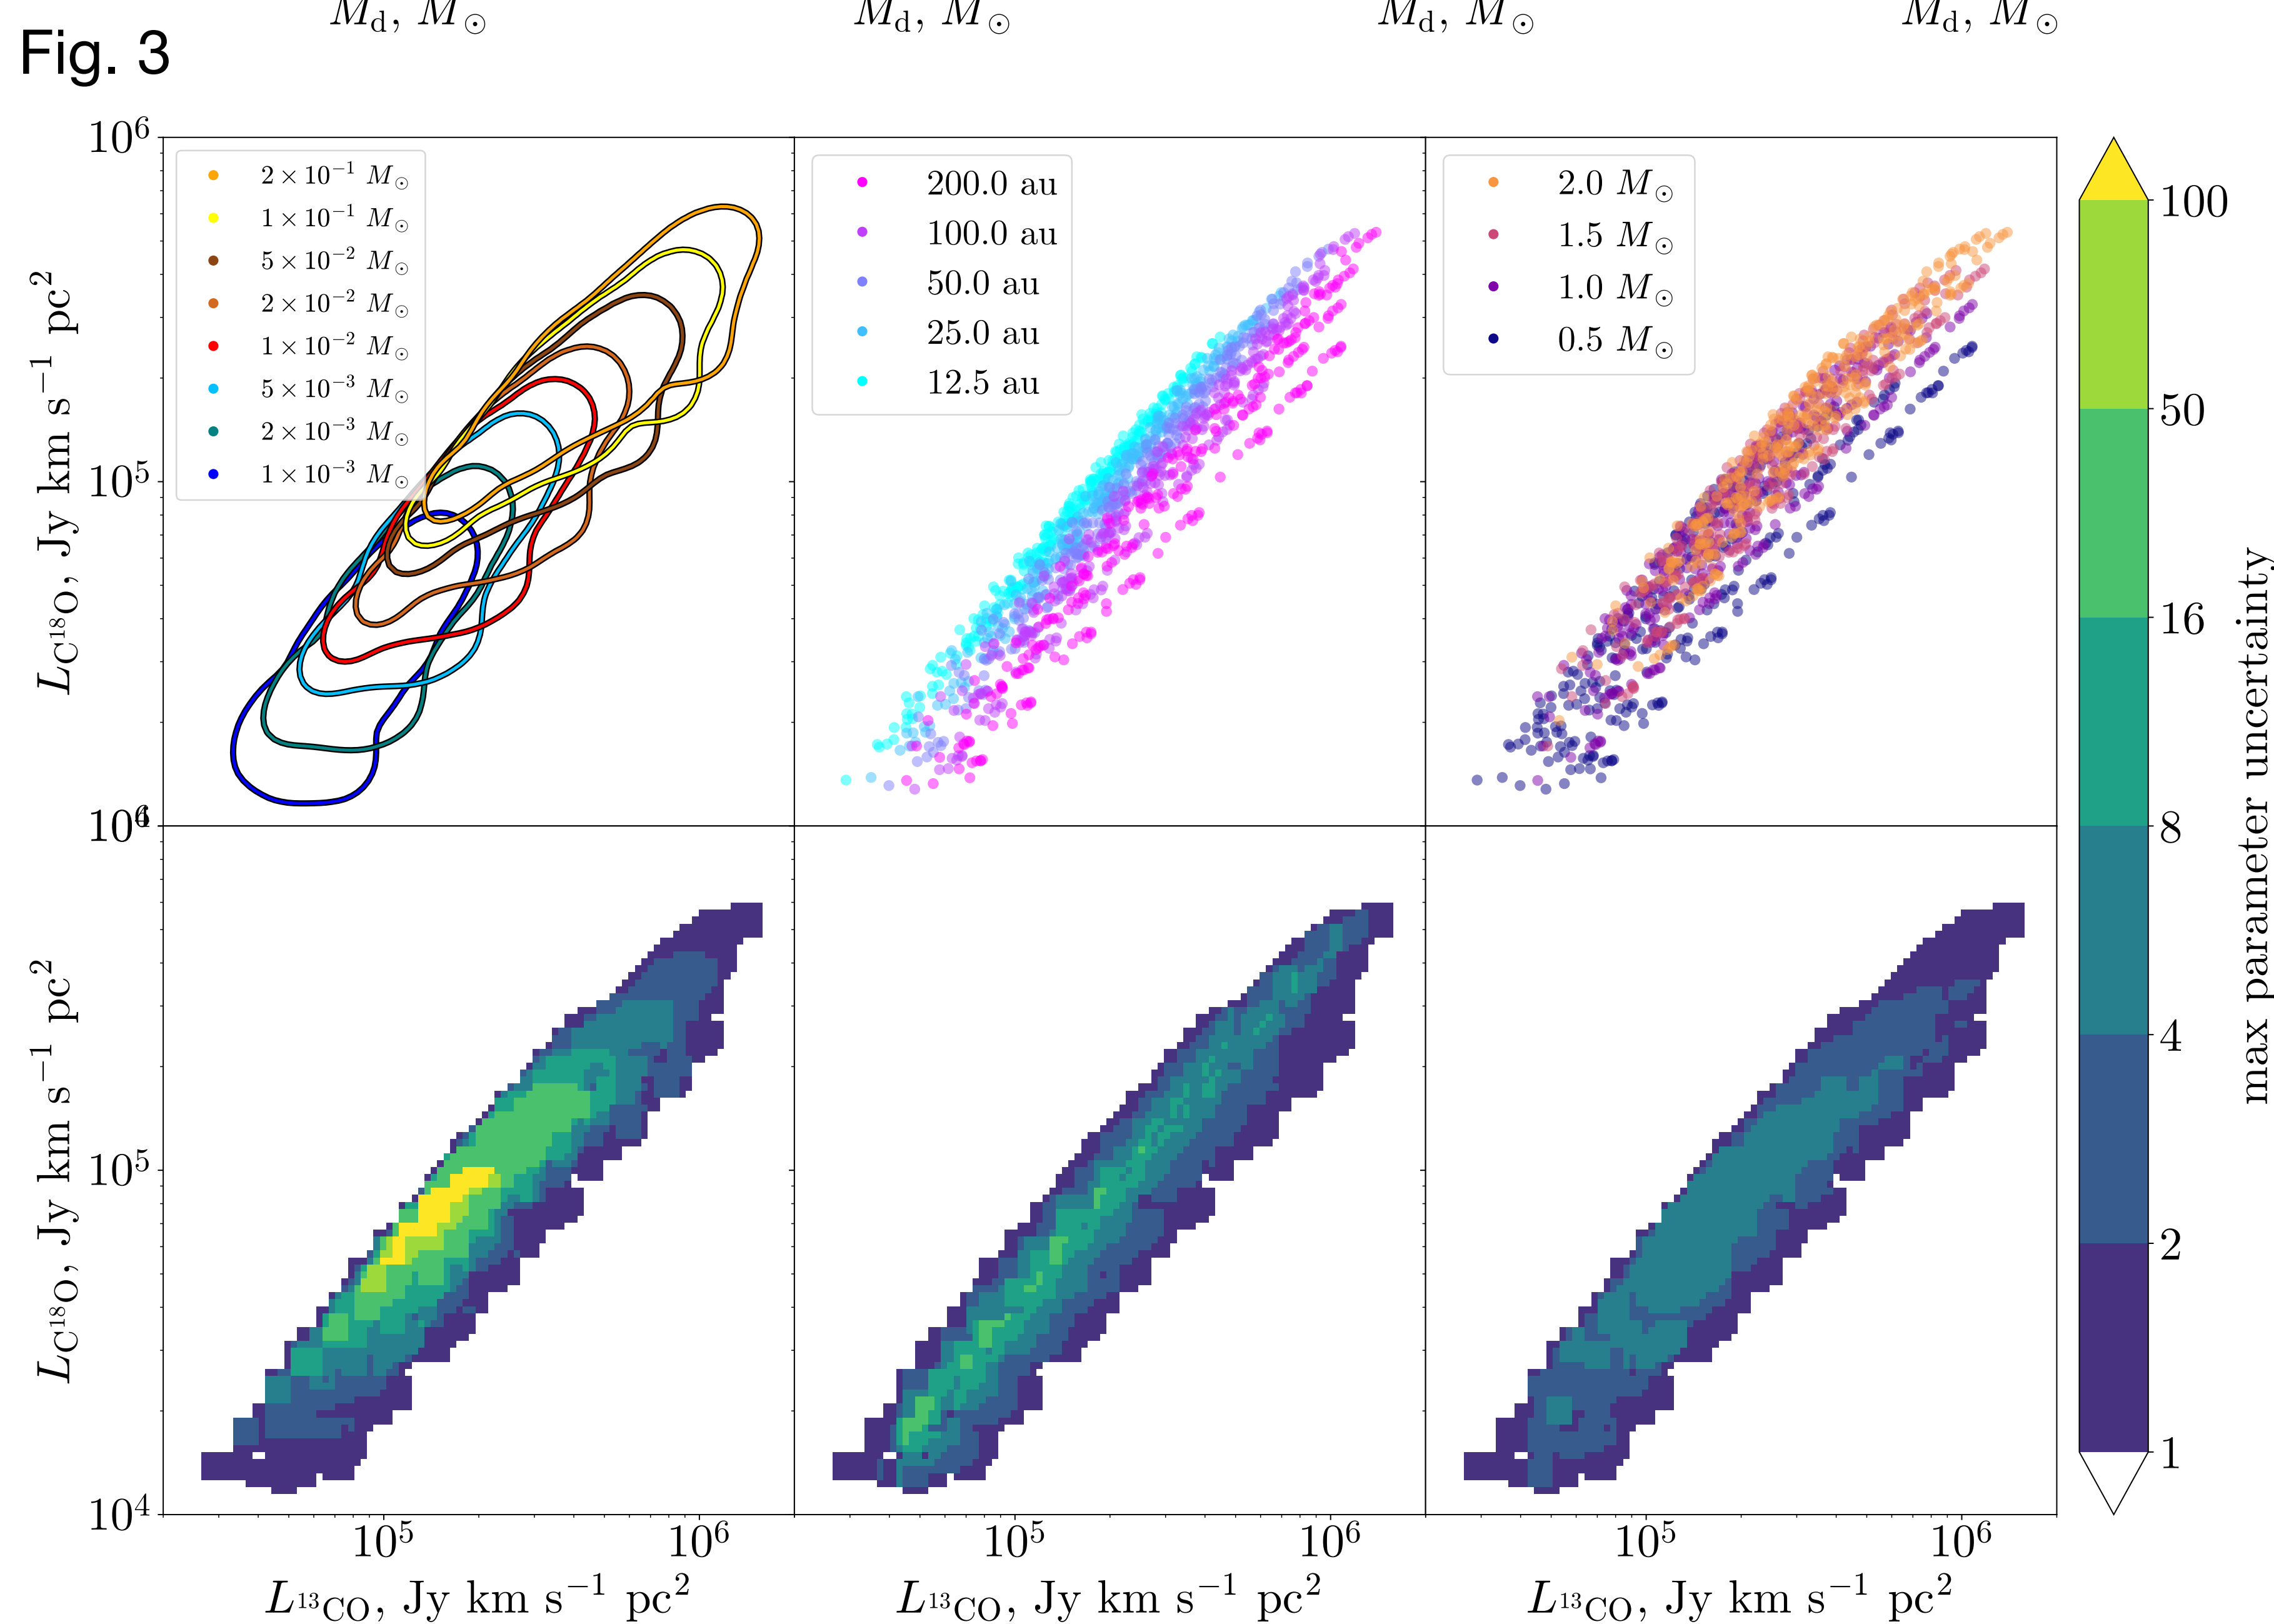 M_d, M_⊙ M_d, M_⊙ M_d, M_⊙ M_d, M_⊙
Fig. 3
10^6
2 × 10^−1 M_⊙
1 × 10^−1 M_⊙
5 × 10^−2 M_⊙
2 × 10^−2 M_⊙
1 × 10^−2 M_⊙
5 × 10^−3 M_⊙
2 × 10^−3 M_⊙
1 × 10^−3 M_⊙
10^5
L_C^18O, Jy km s^−1 pc^2
200.0 au
100.0 au
50.0 au
25.0 au
12.5 au
2.0 M_⊙
1.5 M_⊙
1.0 M_⊙
0.5 M_⊙
10^5
10^4
L_C^18O, Jy km s^−1 pc^2
10^5 10^6 10^5 10^6 10^5 10^6
L_13CO, Jy km s^−1 pc^2 L_13CO, Jy km s^−1 pc^2 L_13CO, Jy km s^−1 pc^2
100
50
16
8
4
2
1
max parameter uncertainty